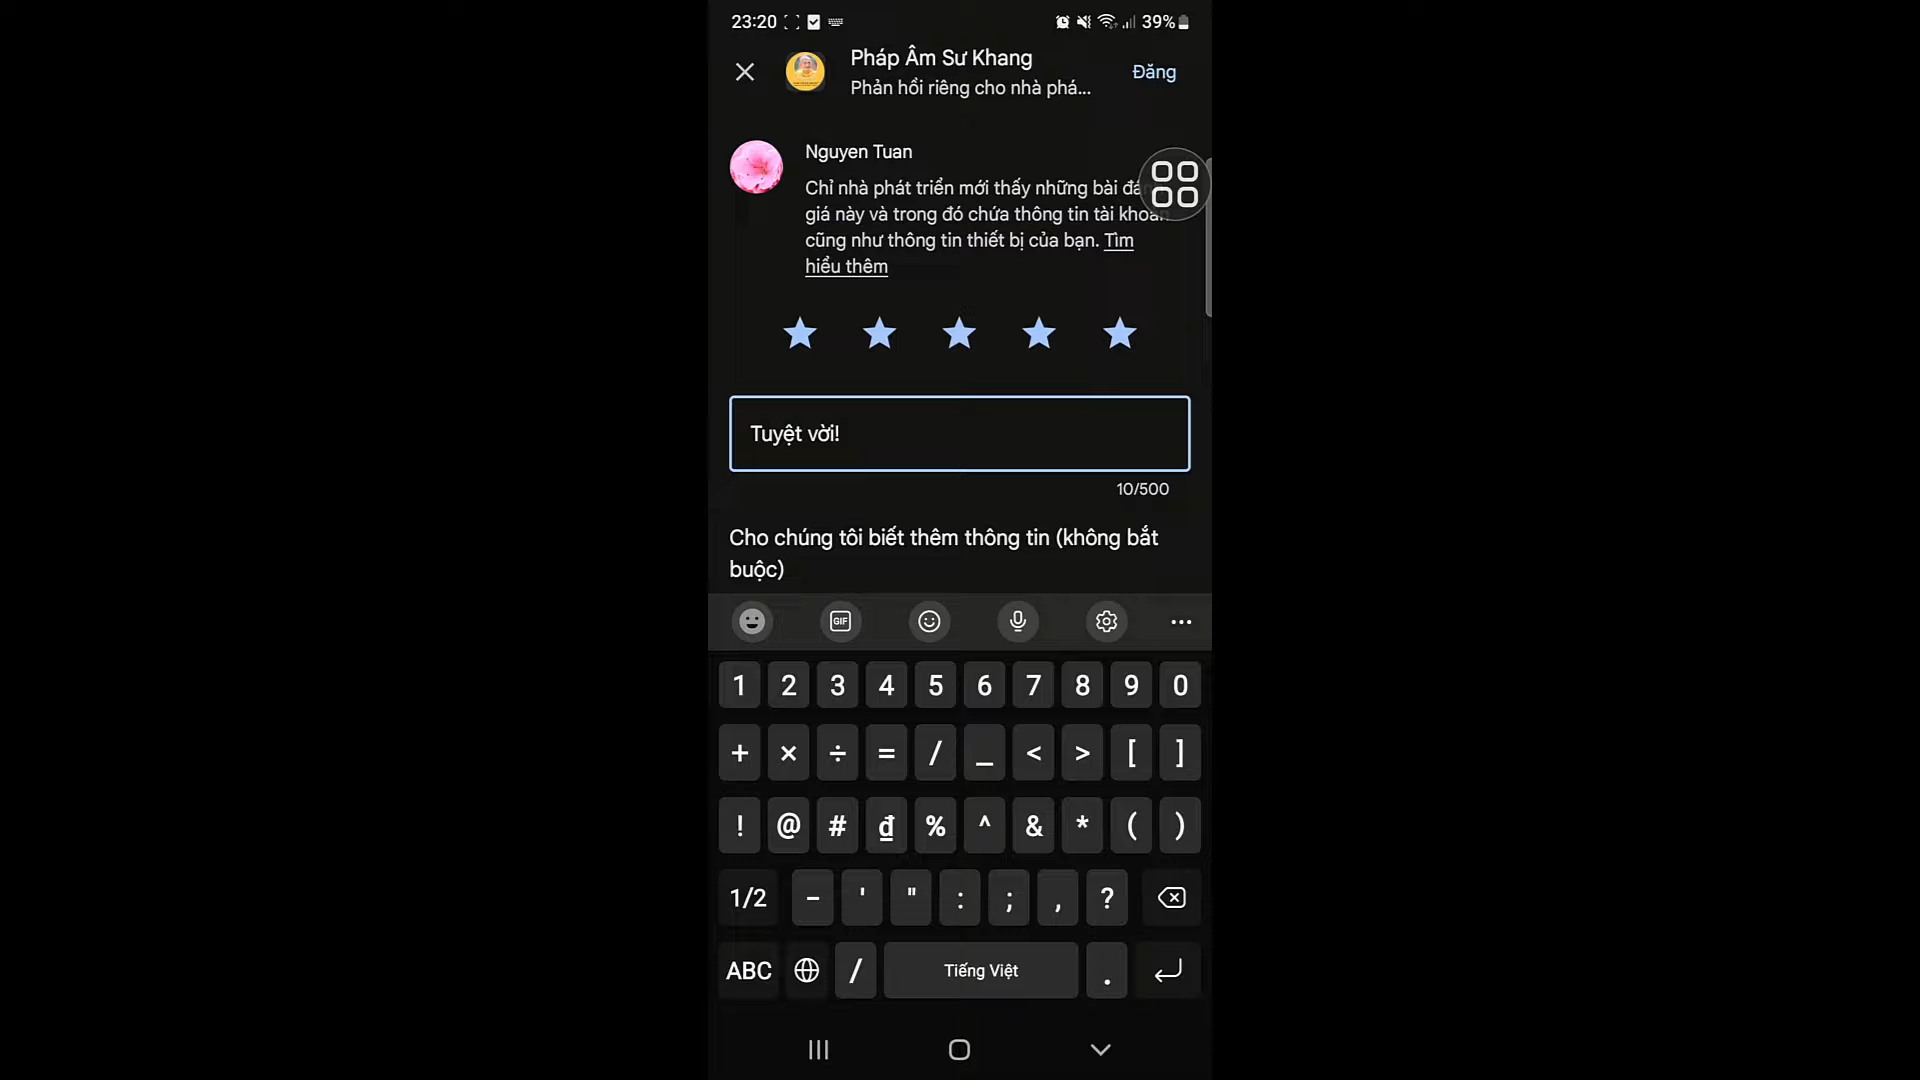 23:20
39%
Pháp Âm Sư Khang
Phản hồi riêng cho nhà phá...
Đăng
Nguyen Tuan
Chỉ nhà phát triển mới thấy những bài
giá này và trong đó chứa thông tin tài khoản
cũng như thông tin thiết bị của bạn. Tìm
hiểu thêm
Tuyệt vời!
10/500
Cho chúng tôi biết thêm thông tin (không bắt
buộc)
GIF
1 2 3 4 5 6 7 8 9 0
+ × ÷ = / _ < > [ ]
! @ # ₫ % ^ & * ( )
1/2 - ' " : ; , ?
ABC / Tiếng Việt .